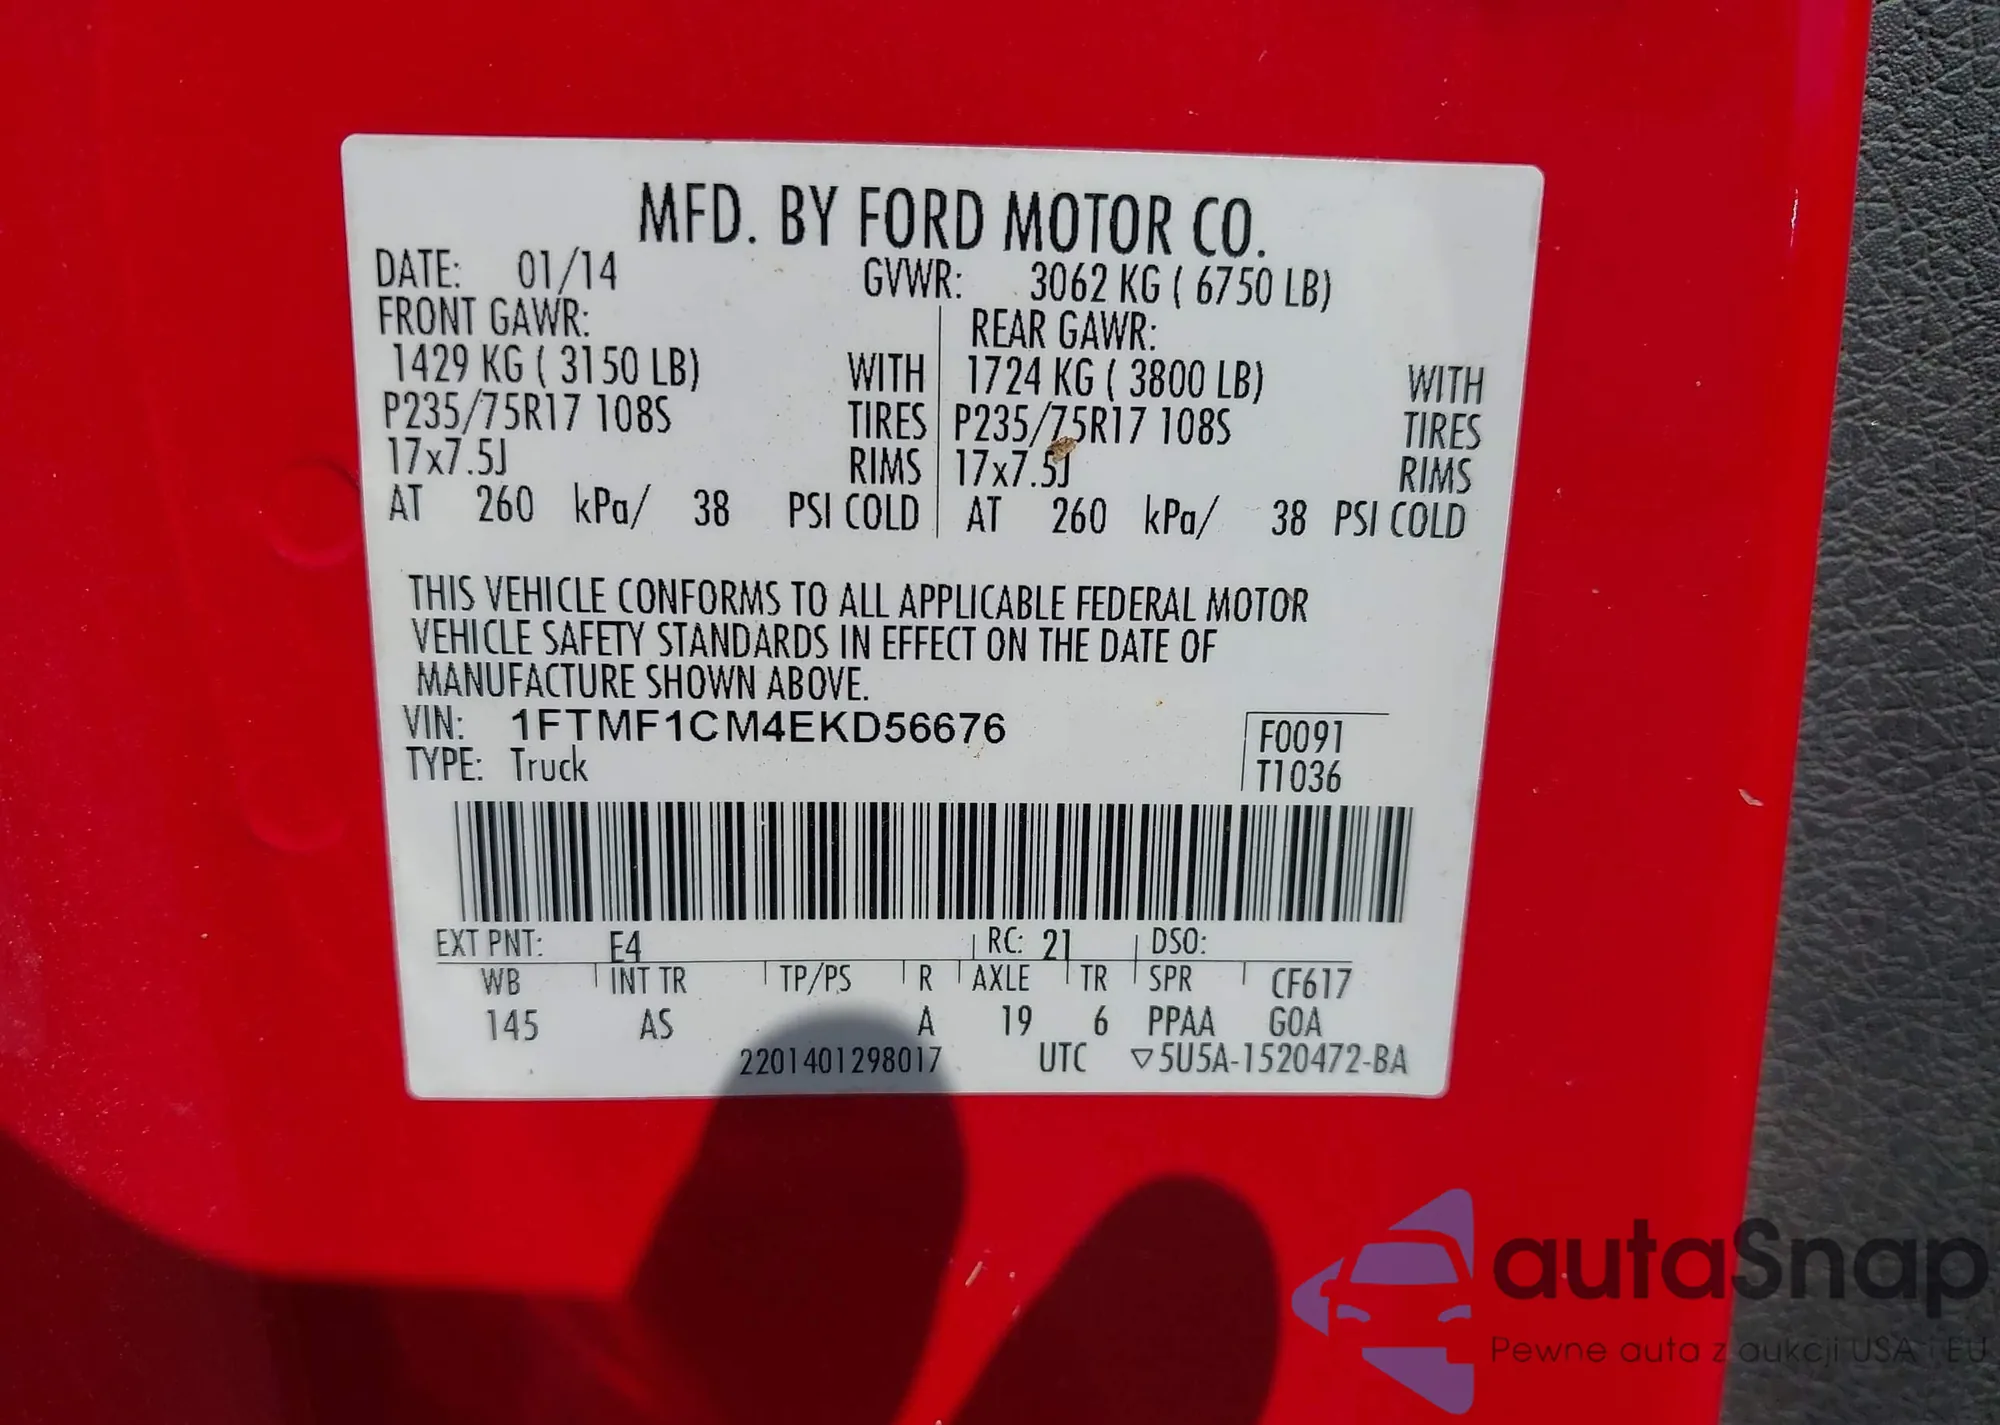 MFD. BY FORD MOTOR CO.
DATE: 01/14 GVWR: 3062 KG ( 6750 LB)
FRONT GAWR: REAR GAWR:
1429 KG ( 3150 LB) WITH 1724 KG ( 3800 LB) WITH
P235/75R17 108S TIRES P235/75R17 108S TIRES
17x7.5J RIMS 17x7.5J RIMS
AT 260 kPa/ 38 PSI COLD AT 260 kPa/ 38 PSI COLD
THIS VEHICLE CONFORMS TO ALL APPLICABLE FEDERAL MOTOR
VEHICLE SAFETY STANDARDS IN EFFECT ON THE DATE OF
MANUFACTURE SHOWN ABOVE.
VIN: 1FTMF1CM4EKD56676 F0091
TYPE: Truck T1036
EXT PNT: E4 RC: 21 DSO:
WB INT TR TP/PS R AXLE TR SPR CF617
145 AS A 19 6 PPAA GOA
2201401298017 UTC ▽5U5A-1520472-BA
autaSnap
Pewne auta z aukcji USA i EU